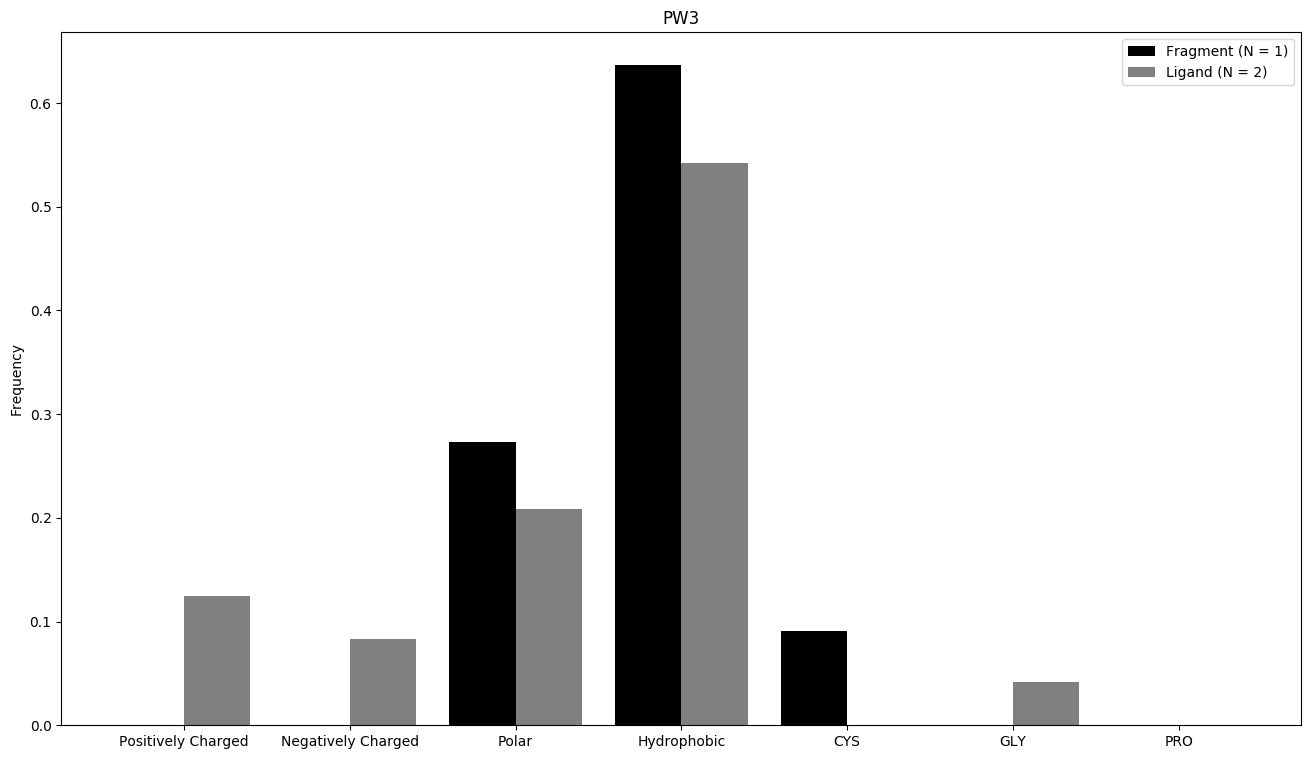 PW3
Fragment (N = 1)
Ligand (N = 2)
Frequency
0.6
0.5
0.4
0.3
0.2
0.1
0.0
Positively Charged Negatively Charged Polar Hydrophobic CYS GLY PRO